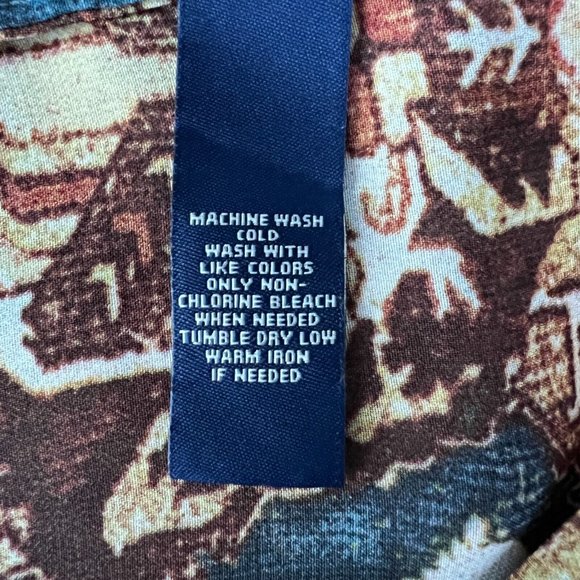 MACHINE WASH
COLD
WASH WITH
LIKE COLORS
ONLY NON-
CHLORINE BLEACH
WHEN NEEDED
TUMBLE DRY LOW
WARM IRON
IF NEEDED